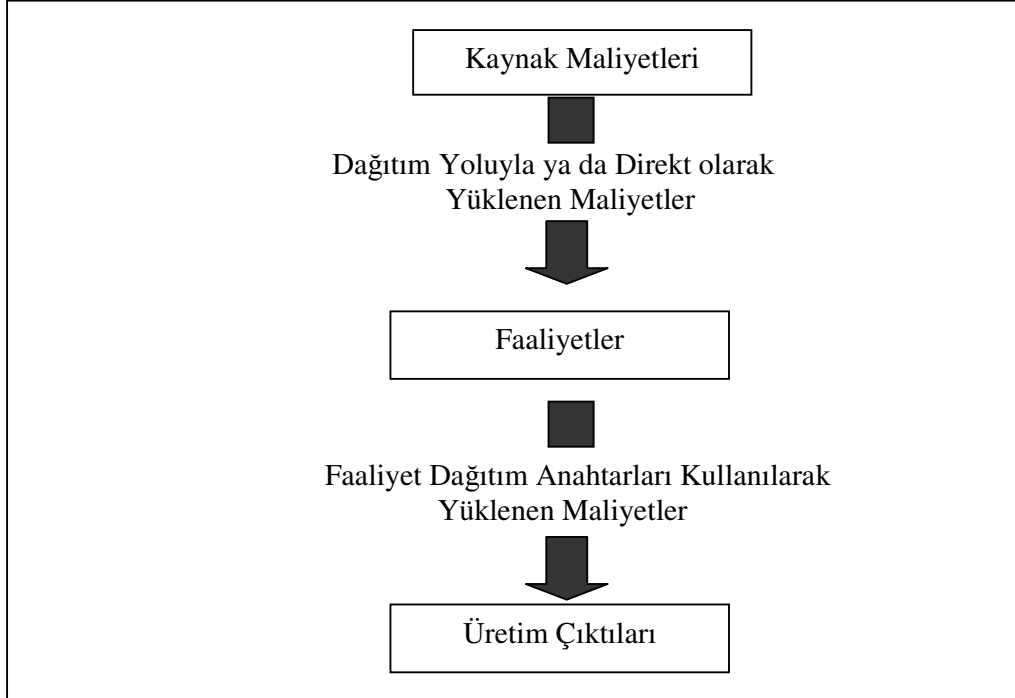 Kaynak Maliyetleri
Dağıtım Yoluyla ya da Direkt olarak
Yüklenen Maliyetler
Faaliyetler
Faaliyet Dağıtım Anahtarları Kullanılarak
Yüklenen Maliyetler
Üretim Çıktıları